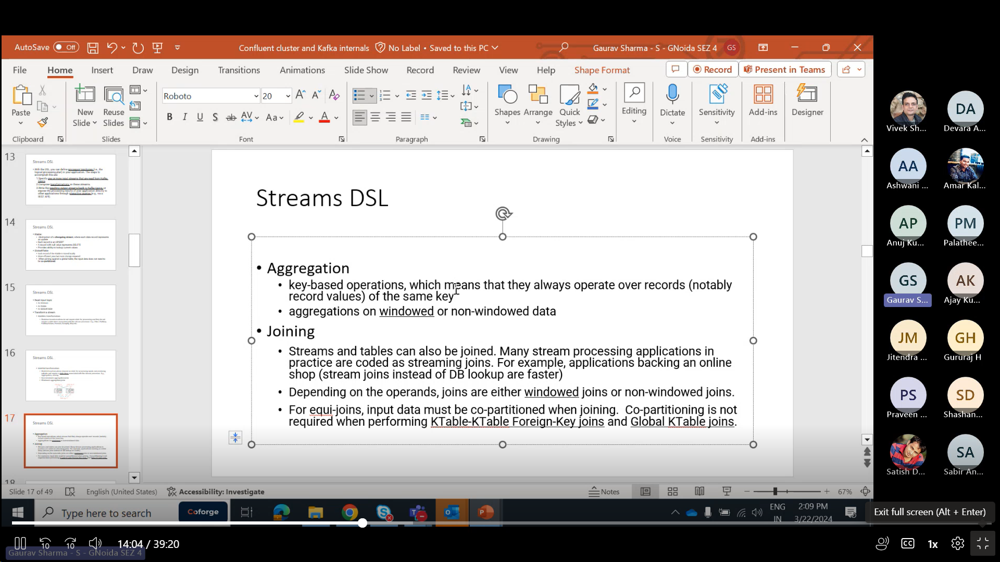 AutoSave Off
Confluent cluster and Kafka internals No Label • Saved to this PC
Gaurav Sharma - S - GNoida SEZ 4 GS
File Home Insert Draw Design Transitions Animations Slide Show Record Review View Help Shape Format
Record Present in Teams
Paste
New
Slide
Reuse
Slides
Roboto 20
Shapes Arrange Quick
Styles
Editing Dictate Sensitivity Add-ins Designer
Clipboard Slides Font Paragraph Drawing Voice Sensitivity Add-ins
13
Streams DSL
14
Streams DSL
15
Streams DSL
16
Streams DSL
17
Streams DSL
18
Streams DSL
• Aggregation
• key-based operations, which means that they always operate over records (notably
record values) of the same key
• aggregations on windowed or non-windowed data
• Joining
• Streams and tables can also be joined. Many stream processing applications in
practice are coded as streaming joins. For example, applications backing an online
shop (stream joins instead of DB lookup are faster)
• Depending on the operands, joins are either windowed joins or non-windowed joins.
• For equi-joins, input data must be co-partitioned when joining. Co-partitioning is not
required when performing KTable-KTable Foreign-Key joins and Global KTable joins.
Slide 17 of 49 English (United States) Accessibility: Investigate Notes 67%
Type here to search Coforge
ENG
IN
2:09 PM
3/22/2024
Exit full screen (Alt + Enter)
14:04 / 39:20
Gaurav Sharma - S - GNoida SEZ 4
CC 1x
Vivek Sh...
DA
Devara A...
AA
Ashwani ...
Amar Kal...
AP
Anuj Ku...
PM
Palathee...
GS
Gaurav S...
AK
Ajay Ku...
JM
Jitendra ...
GH
Gururaj H
PS
Praveen ...
SD
Shashan...
Satish D...
SA
Sabir An...